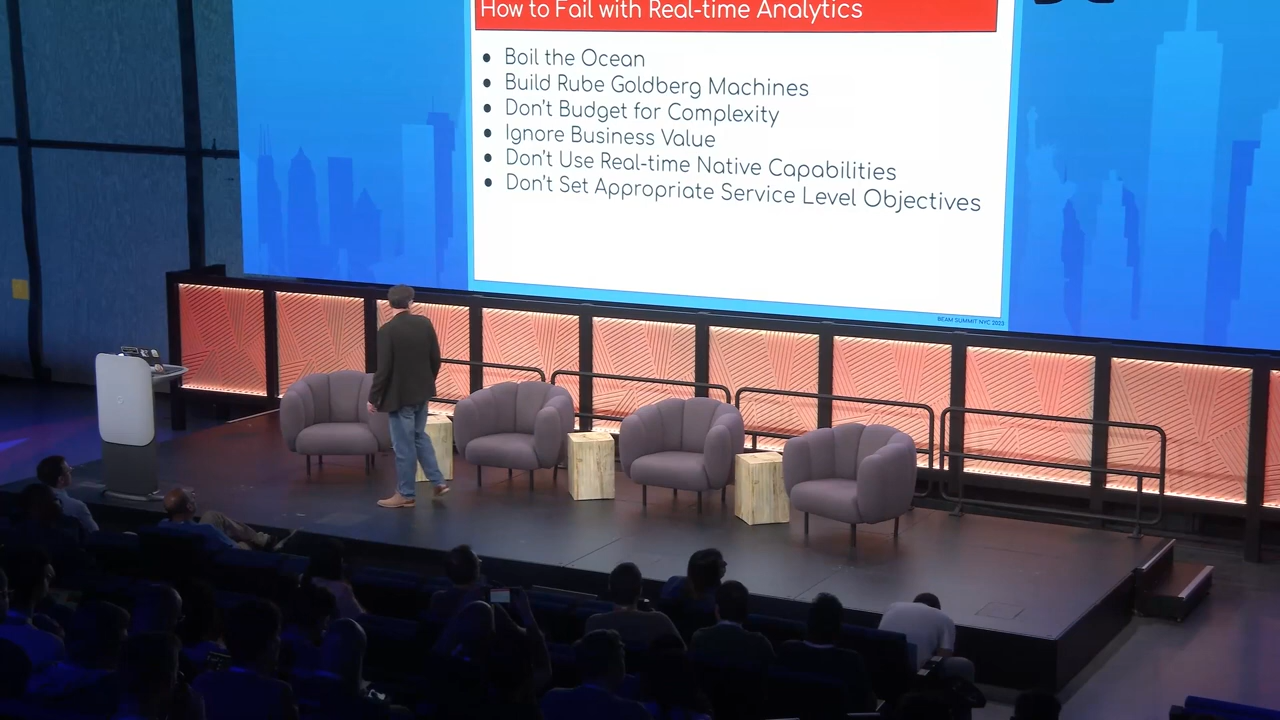 How to Fail with Real-time Analytics
• Boil the Ocean
• Build Rube Goldberg Machines
• Don't Budget for Complexity
• Ignore Business Value
• Don't Use Real-time Native Capabilities
• Don't Set Appropriate Service Level Objectives
BEAM SUMMIT NYC 2023